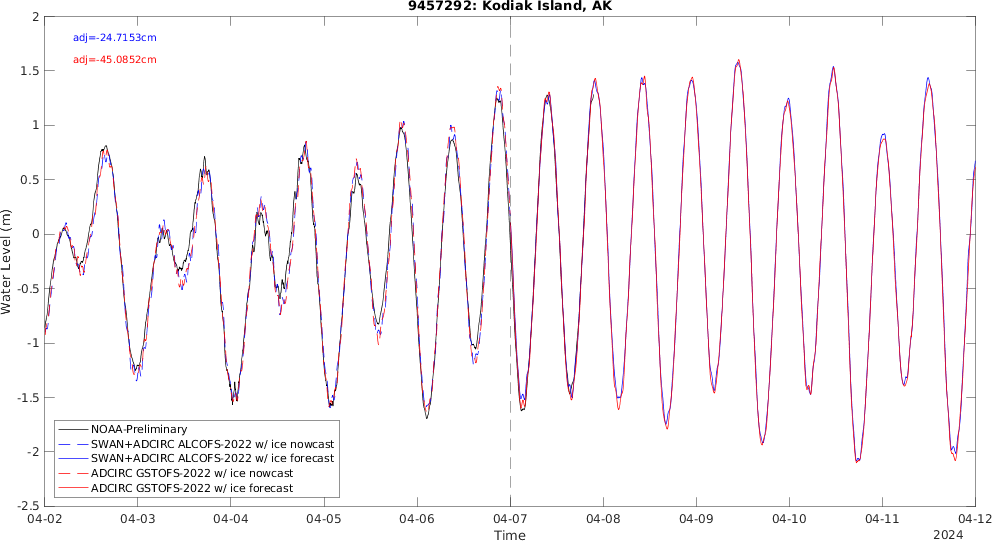 9457292: Kodiak Island, AK
adj=-24.7153cm
adj=-45.0852cm
Water Level (m)
2
1.5
1
0.5
0
-0.5
-1
-1.5
-2
-2.5
NOAA-Preliminary
SWAN+ADCIRC ALCOFS-2022 w/ ice nowcast
SWAN+ADCIRC ALCOFS-2022 w/ ice forecast
ADCIRC GSTOFS-2022 w/ ice nowcast
ADCIRC GSTOFS-2022 w/ ice forecast
04-02 04-03 04-04 04-05 04-06 04-07 04-08 04-09 04-10 04-11 04-12
Time
2024